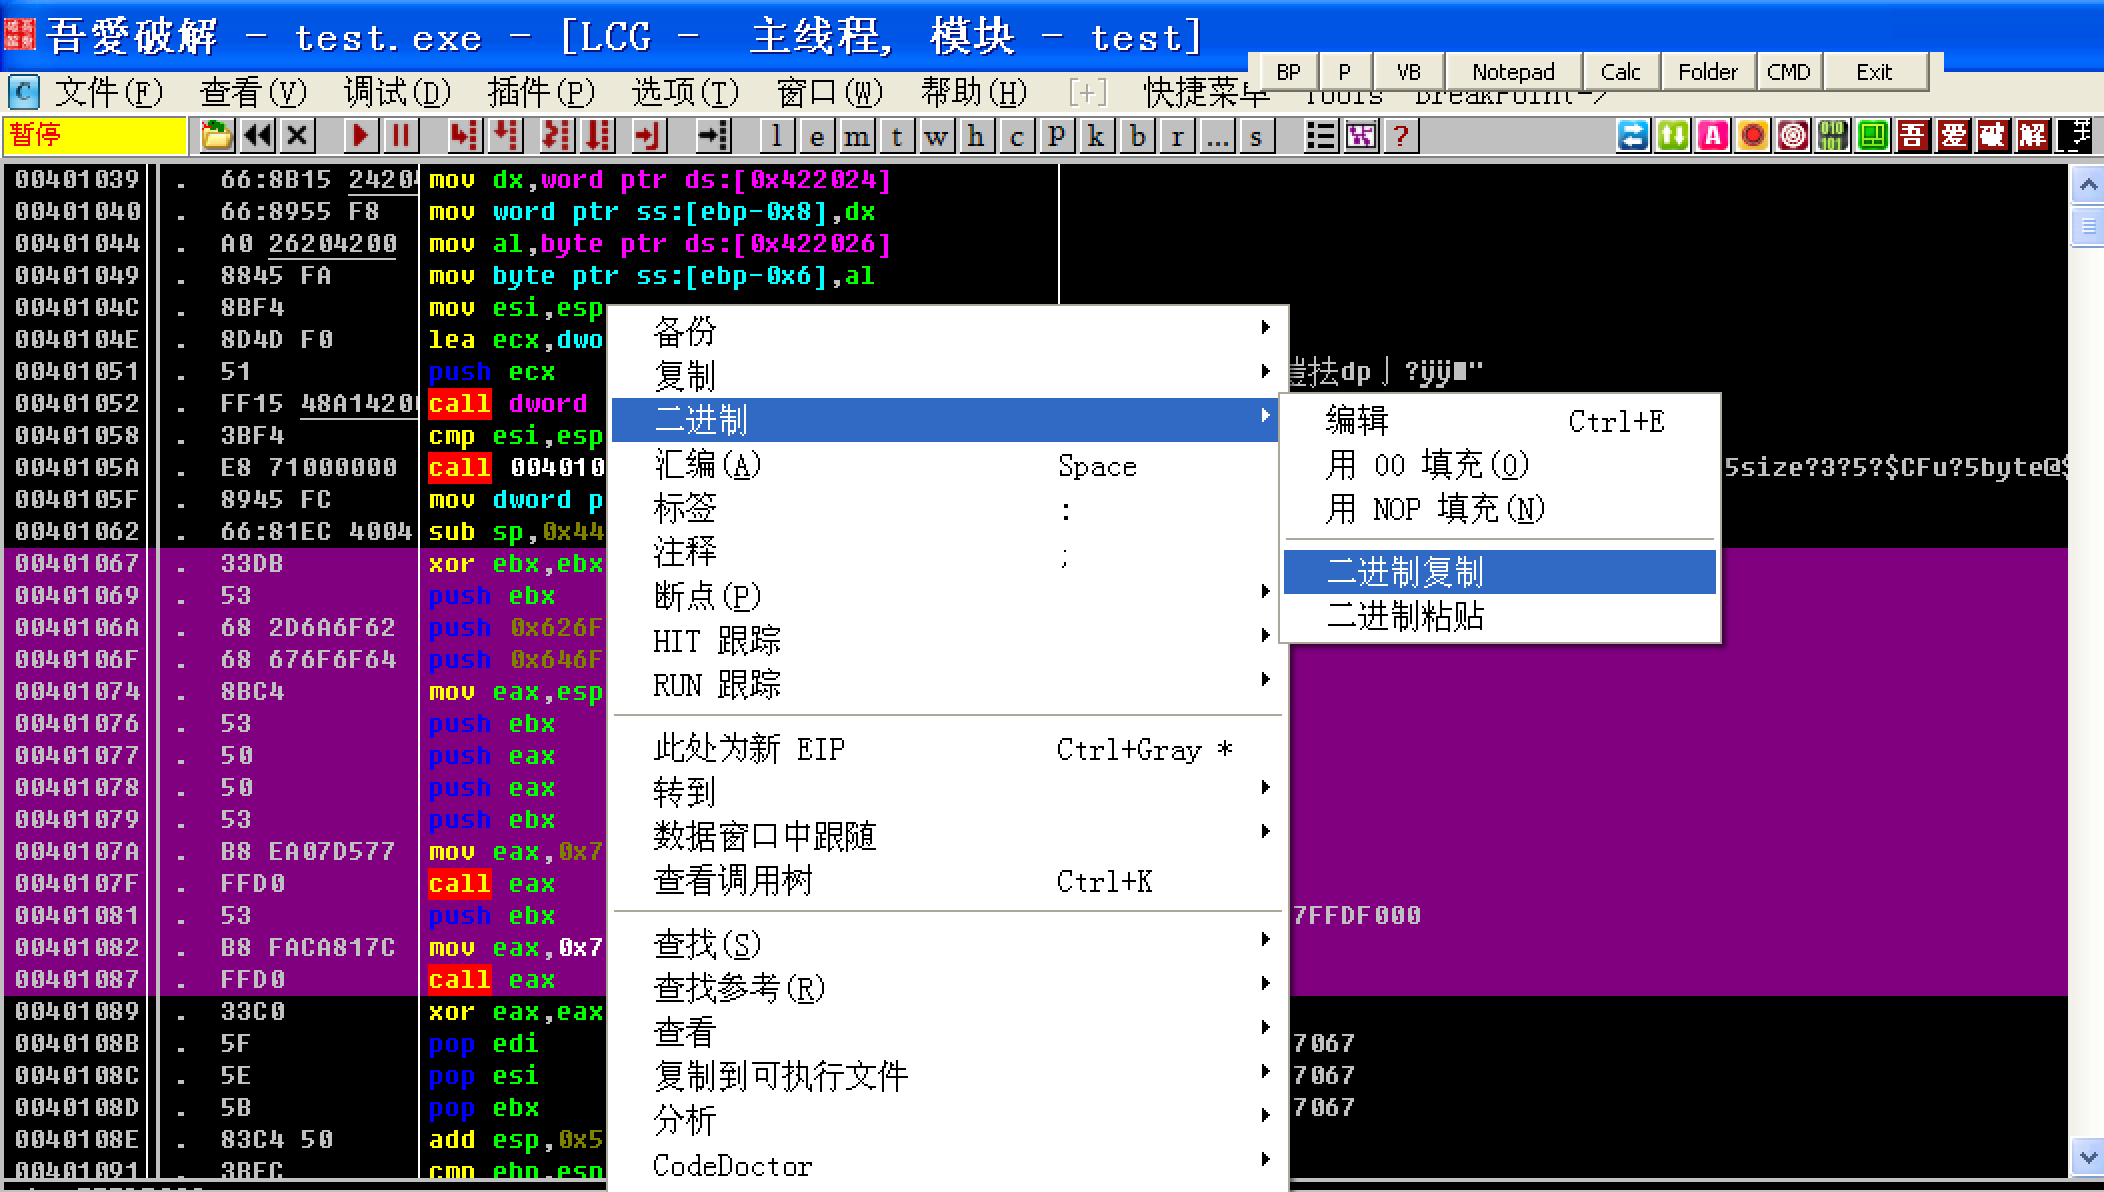 吾愛破解 - test.exe - [LCG - 主线程, 模块 - test]
BP P VB Notepad Calc Folder CMD Exit
C 文件(F) 查看(V) 调试(D) 插件(P) 选项(T) 窗口(W) 帮助(H) [+] 快捷菜单 Tools BreakPoint->
暂停 l e m t w h c P k b r ... s ? A 吾 爱 破 解
00401039 . 66:8B15 24204 mov dx,word ptr ds:[0x422024]
00401040 . 66:8955 F8 mov word ptr ss:[ebp-0x8],dx
00401044 . A0 26204200 mov al,byte ptr ds:[0x422026]
00401049 . 8845 FA mov byte ptr ss:[ebp-0x6],al
0040104C . 8BF4 mov esi,esp
0040104E . 8D4D F0 lea ecx,dwo
00401051 . 51 push ecx
00401052 . FF15 48A1420 call dword
00401058 . 3BF4 cmp esi,esp
0040105A . E8 71000000 call 004010 5size?3?5?$CFu?5byte@$
0040105F . 8945 FC mov dword p
00401062 . 66:81EC 4004 sub sp,0x44
00401067 . 33DB xor ebx,ebx
00401069 . 53 push ebx
0040106A . 68 2D6A6F62 push 0x626F
0040106F . 68 676F6F64 push 0x646F
00401074 . 8BC4 mov eax,esp
00401076 . 53 push ebx
00401077 . 50 push eax
00401078 . 50 push eax
00401079 . 53 push ebx
0040107A . B8 EA07D577 mov eax,0x7
0040107F . FFD0 call eax
00401081 . 53 push ebx 7FFDF000
00401082 . B8 FACA817C mov eax,0x7
00401087 . FFD0 call eax
00401089 . 33C0 xor eax,eax
0040108B . 5F pop edi 7067
0040108C . 5E pop esi 7067
0040108D . 5B pop ebx 7067
0040108E . 83C4 50 add esp,0x5
00401091 . 3BEC cmp ebp,esp
备份
复制
二进制
汇编(A) Space
标签 :
注释 ;
断点(P)
HIT 跟踪
RUN 跟踪
此处为新 EIP Ctrl+Gray *
转到
数据窗口中跟随
查看调用树 Ctrl+K
查找(S)
查找参考(R)
查看
复制到可执行文件
分析
CodeDoctor
编辑 Ctrl+E
用 00 填充(O)
用 NOP 填充(N)
二进制复制
二进制粘贴